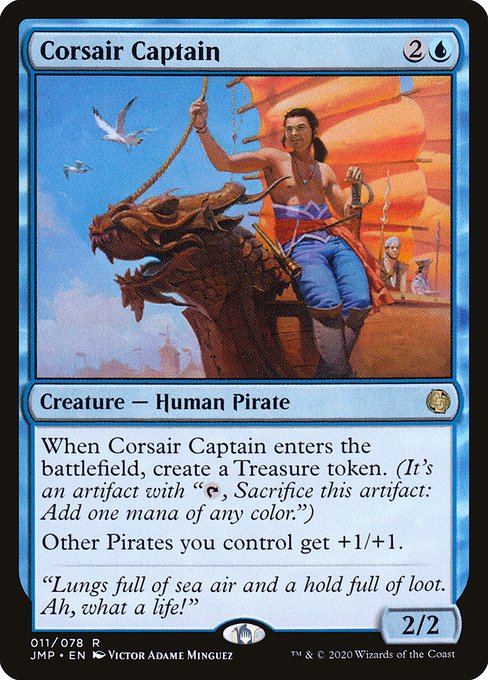 Corsair Captain 2
Creature — Human Pirate
When Corsair Captain enters the
battlefield, create a Treasure token. (It's
an artifact with “, Sacrifice this artifact:
Add one mana of any color.”)
Other Pirates you control get +1/+1.
“Lungs full of sea air and a hold full of loot.
Ah, what a life!”
2/2
011/078 R
JMP • EN Victor Adame Minguez
™ & © 2020 Wizards of the Coast